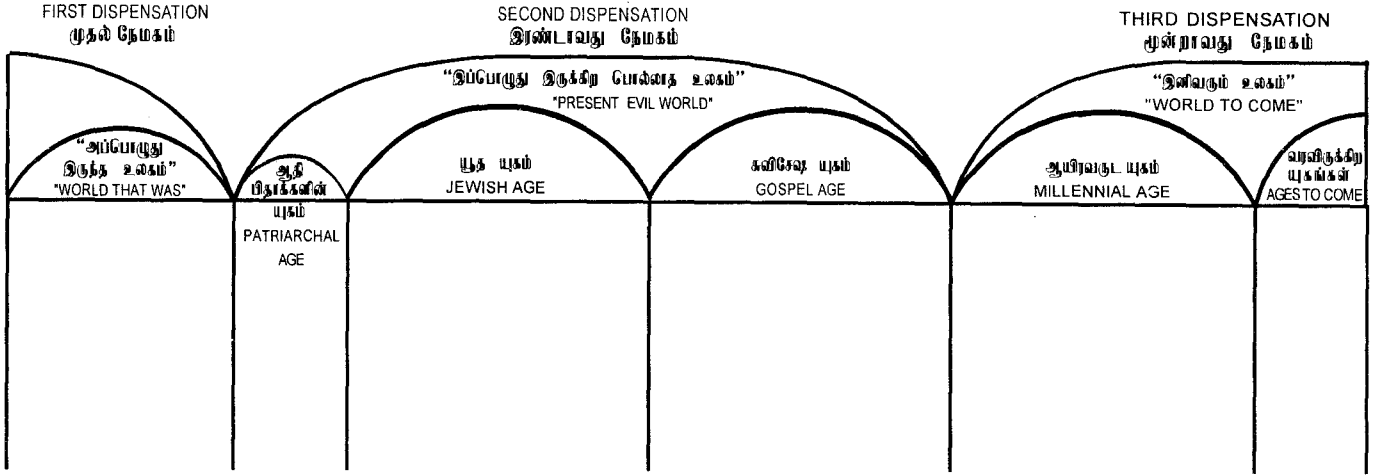 FIRST DISPENSATION
முதல் நேமகம்
SECOND DISPENSATION
இரண்டாவது நேமகம்
THIRD DISPENSATION
மூன்றாவது நேமகம்
“இப்பொழுது இருக்கிற பொல்லாத உலகம்”
"PRESENT EVIL WORLD"
“இனிவரும் உலகம்”
"WORLD TO COME"
“அப்பொழுது
இருந்த உலகம்”
"WORLD THAT WAS"
ஆதி
பிதாக்களின்
யுகம்
PATRIARCHAL
AGE
யூத யுகம்
JEWISH AGE
சுவிசேஷ யுகம்
GOSPEL AGE
ஆயிரவருட யுகம்
MILLENNIAL AGE
வரவிருக்கிற
யுகங்கள்
AGES TO COME